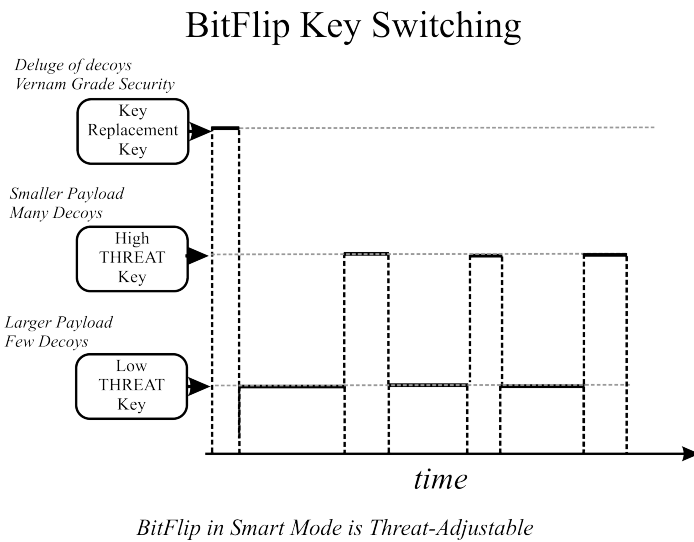 BitFlip Key Switching
Deluge of decoys
Vernam Grade Security
Key
Replacement
Key
Smaller Payload
Many Decoys
High
THREAT
Key
Larger Payload
Few Decoys
Low
THREAT
Key
time
BitFlip in Smart Mode is Threat-Adjustable